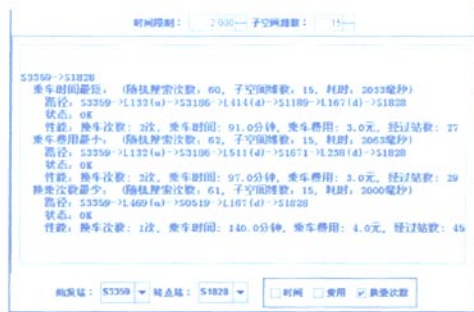 时间限制： 2 000 子空间维数： 15
S3359->S1828
乘车时间最短： (随机搜索次数：60, 子空间维数：15, 耗时：2033毫秒)
路径：S3359->L132(u)->S3186->L414(d)->S1189->L167(d)->S1828
状态：OK
性能：换车次数：2次, 乘车时间：91.0分钟, 乘车费用：3.0元, 经过站数：27
乘车费用最少： (随机搜索次数：62, 子空间维数：15, 耗时：2063毫秒)
路径：S3359->L132(u)->S3186->L511(d)->S1671->L238(d)->S1828
状态：OK
性能：换车次数：2次, 乘车时间：97.0分钟, 乘车费用：3.0元, 经过站数：29
换乘次数最少： (随机搜索次数：61, 子空间维数：15, 耗时：2000毫秒)
路径：S3359->L469(u)->S0519->L167(d)->S1828
状态：OK
性能：换车次数：1次, 乘车时间：140.0分钟, 乘车费用：4.0元, 经过站数：45
始发站： S3359 终点站： S1828 时间 费用 换乘次数